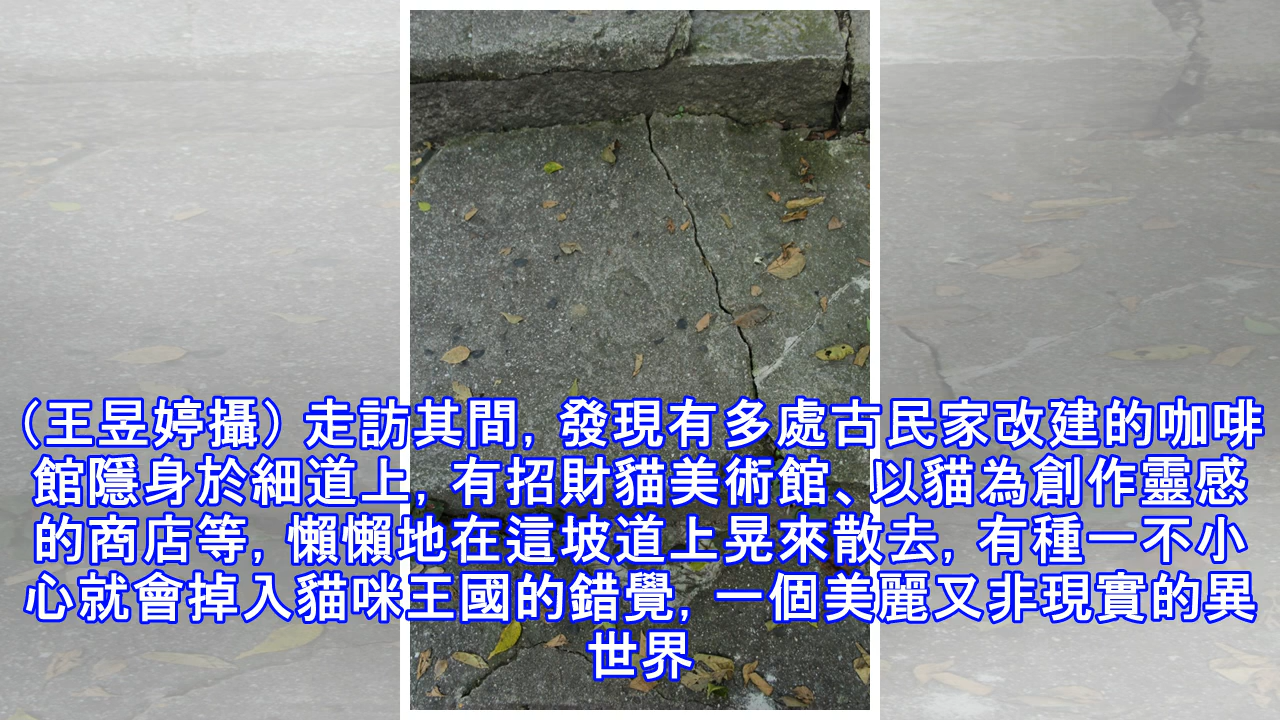 (王昱婷攝) 走訪其間, 發現有多處古民家改建的咖啡
館隱身於細道上, 有招財貓美術館、以貓為創作靈感
的商店等, 懶懶地在這坡道上晃來散去, 有種一不小
心就會掉入貓咪王國的錯覺, 一個美麗又非現實的異
世界